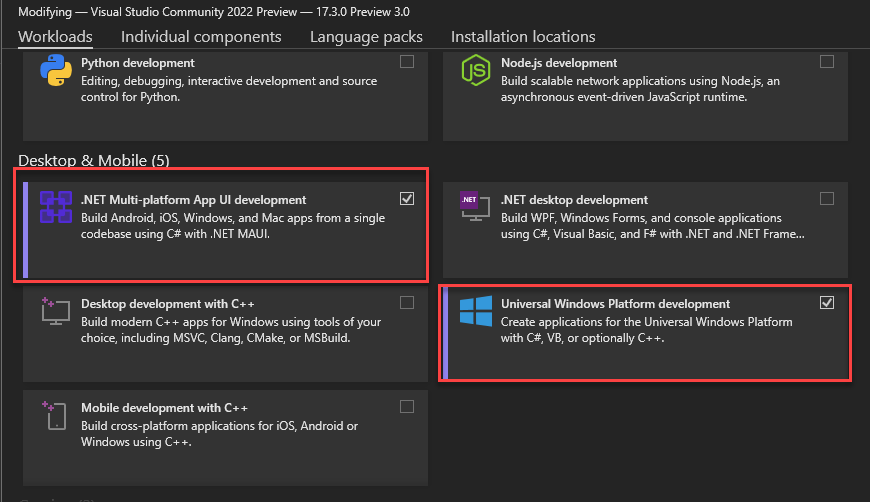 Modifying — Visual Studio Community 2022 Preview — 17.3.0 Preview 3.0
Workloads Individual components Language packs Installation locations
Python development
Editing, debugging, interactive development and source
control for Python.
JS
Node.js development
Build scalable network applications using Node.js, an
asynchronous event-driven JavaScript runtime.
Desktop & Mobile (5)
.NET Multi-platform App UI development
Build Android, iOS, Windows, and Mac apps from a single
codebase using C# with .NET MAUI.
.NET
.NET desktop development
Build WPF, Windows Forms, and console applications
using C#, Visual Basic, and F# with .NET and .NET Frame...
Desktop development with C++
Build modern C++ apps for Windows using tools of your
choice, including MSVC, Clang, CMake, or MSBuild.
Universal Windows Platform development
Create applications for the Universal Windows Platform
with C#, VB, or optionally C++.
Mobile development with C++
Build cross-platform applications for iOS, Android or
Windows using C++.